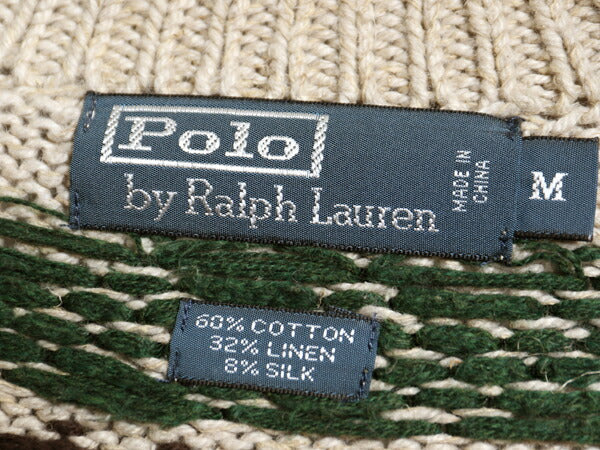 Polo
by Ralph Lauren
MADE IN
CHINA
M
60% COTTON
32% LINEN
8% SILK